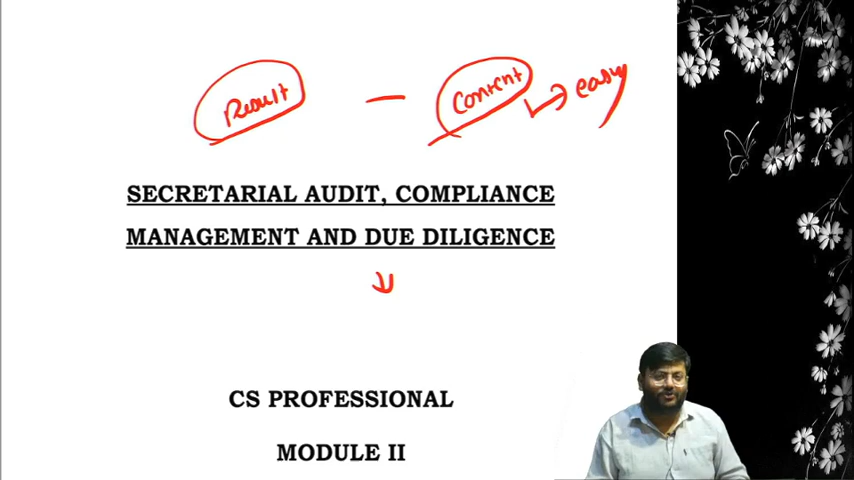 Result — Content → easy
SECRETARIAL AUDIT, COMPLIANCE
MANAGEMENT AND DUE DILIGENCE
CS PROFESSIONAL
MODULE II